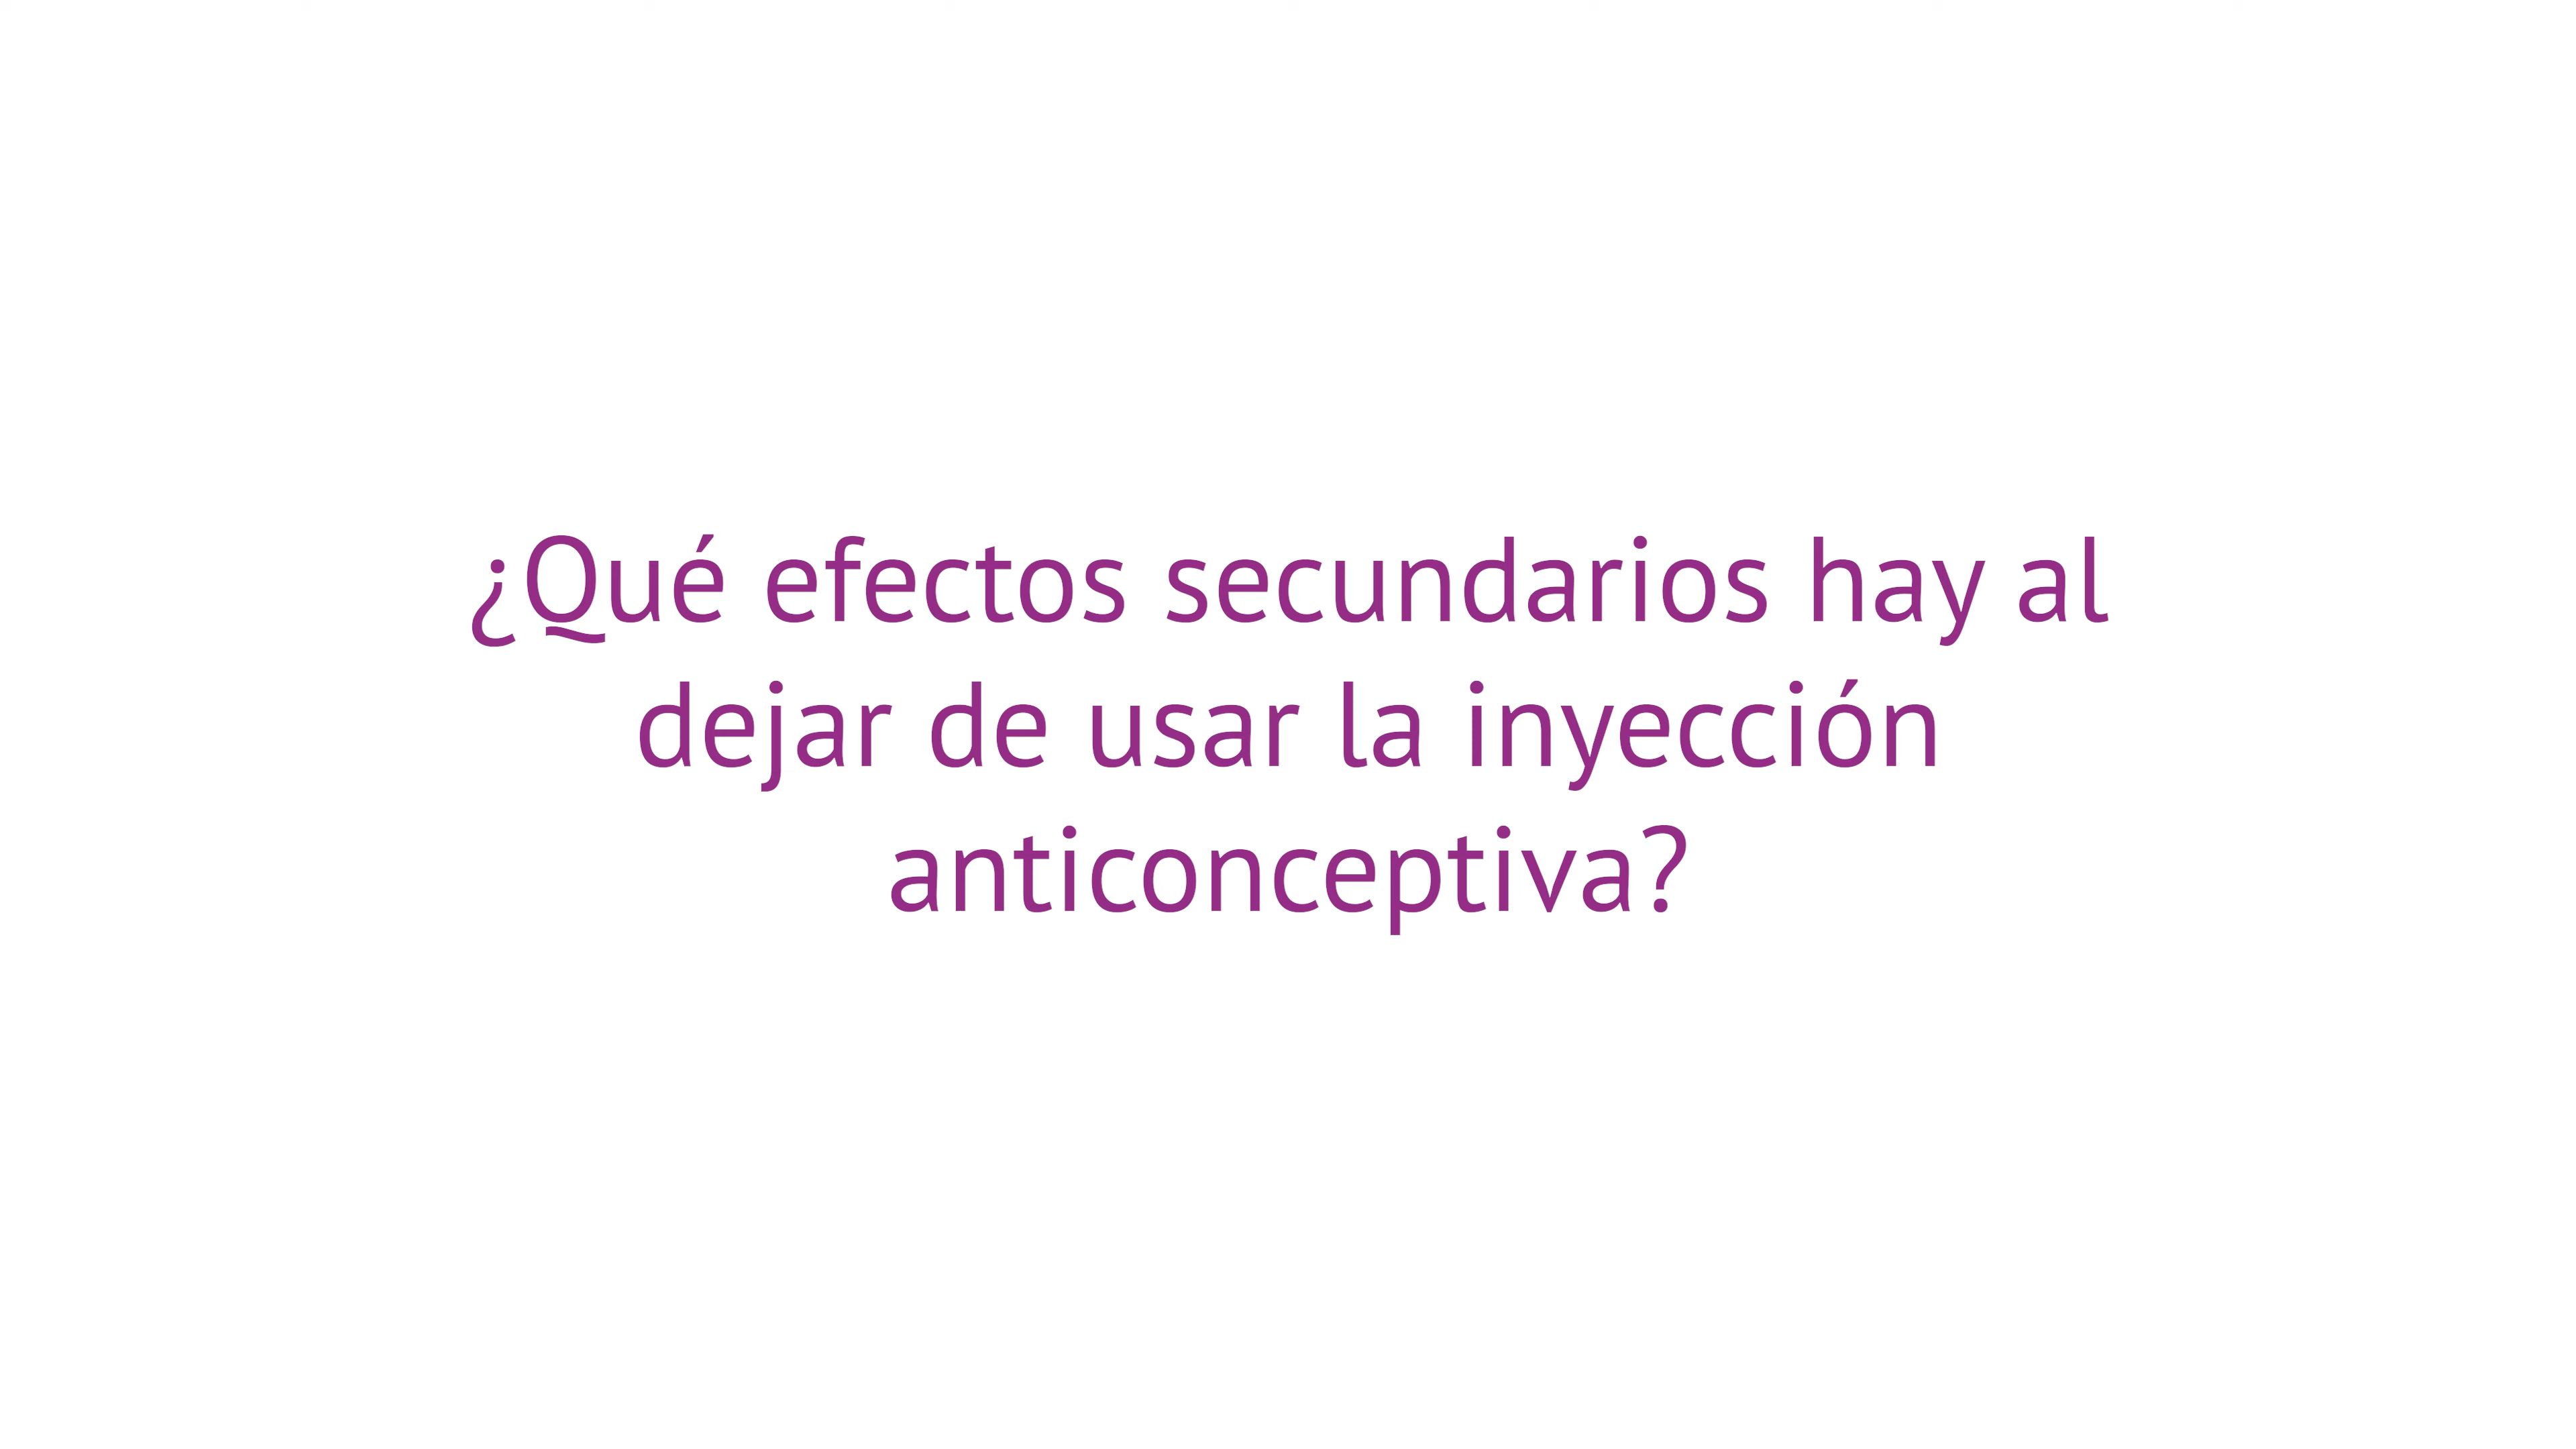 ¿Qué efectos secundarios hay al
dejar de usar la inyección
anticonceptiva?